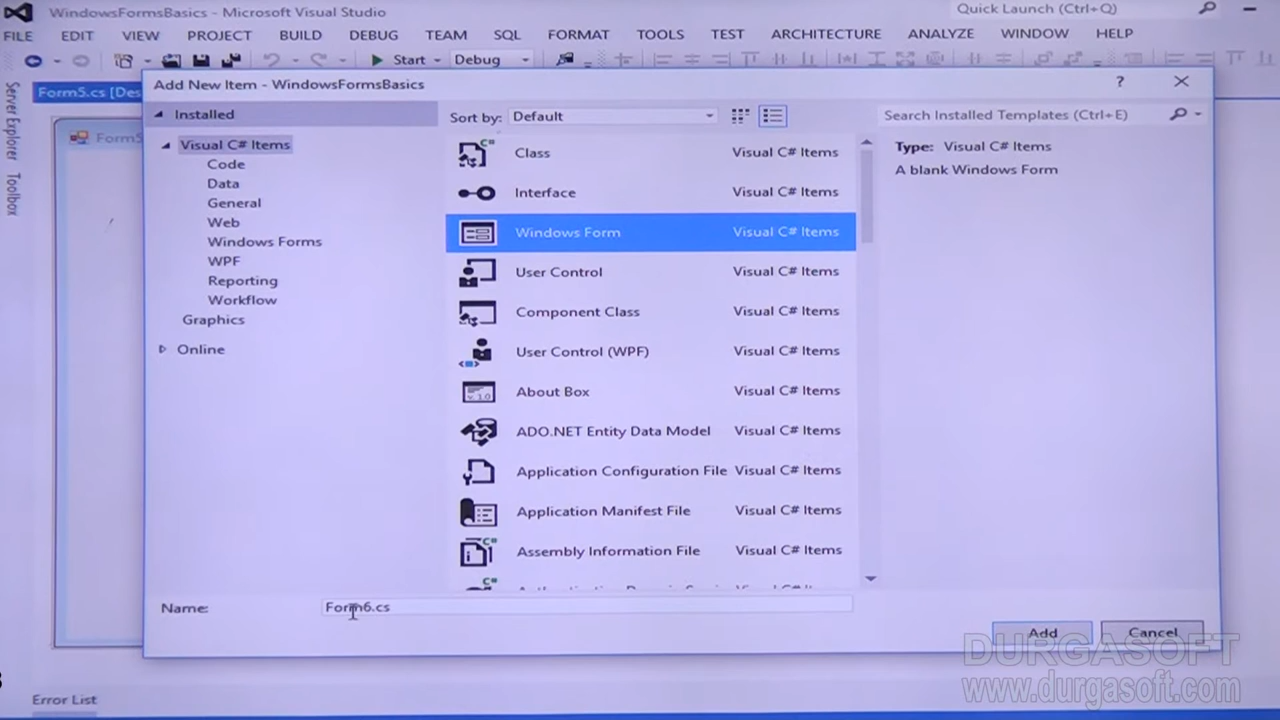 WindowsFormsBasics - Microsoft Visual Studio
Quick Launch (Ctrl+Q)
FILE EDIT VIEW PROJECT BUILD DEBUG TEAM SQL FORMAT TOOLS TEST ARCHITECTURE ANALYZE WINDOW HELP
Start Debug
Server Explorer
Toolbox
Form5.cs [Des
Form5
Add New Item - WindowsFormsBasics
?
Installed
Sort by: Default
Search Installed Templates (Ctrl+E)
Visual C# Items
Code
Data
General
Web
Windows Forms
WPF
Reporting
Workflow
Graphics
Online
Class Visual C# Items
Interface Visual C# Items
Windows Form Visual C# Items
User Control Visual C# Items
Component Class Visual C# Items
User Control (WPF) Visual C# Items
About Box Visual C# Items
ADO.NET Entity Data Model Visual C# Items
Application Configuration File Visual C# Items
Application Manifest File Visual C# Items
Assembly Information File Visual C# Items
Type: Visual C# Items
A blank Windows Form
Name: Form6.cs
Add Cancel
DURGASOFT
www.durgasoft.com
Error List